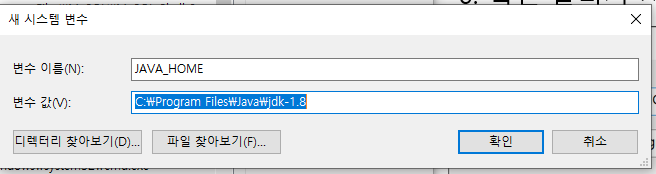 새 시스템 변수
변수 이름(N):
JAVA_HOME
변수 값(V):
C:₩Program Files₩Java₩jdk-1.8
디렉터리 찾아보기(D)...
파일 찾아보기(F)...
확인
취소